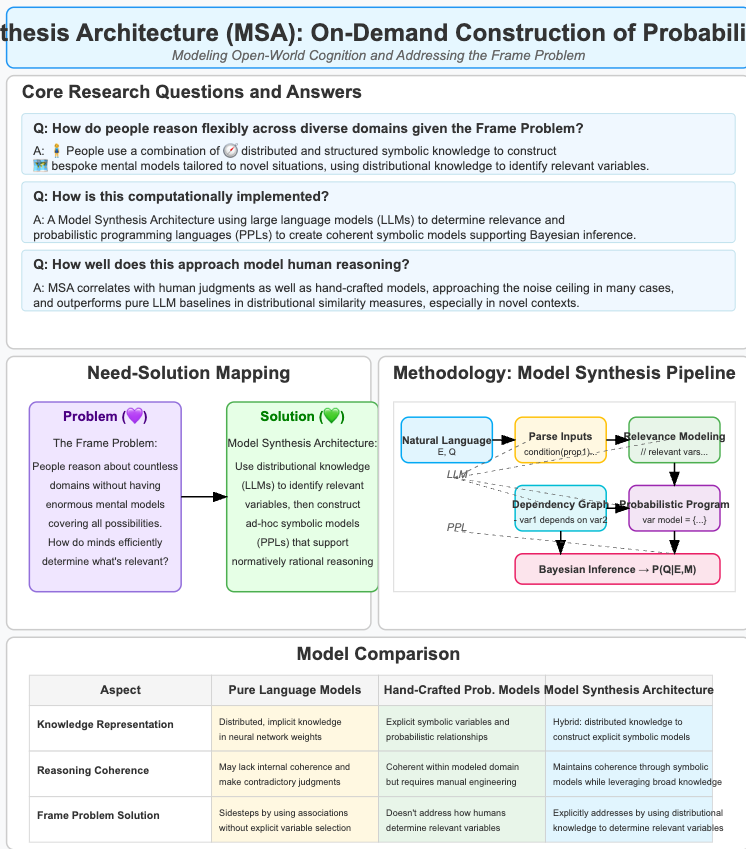 thesis Architecture (MSA): On-Demand Construction of Probabili
Modeling Open-World Cognition and Addressing the Frame Problem
Core Research Questions and Answers
Q: How do people reason flexibly across diverse domains given the Frame Problem?
A: 🧍 People use a combination of 🧭 distributed and structured symbolic knowledge to construct
🗺️ bespoke mental models tailored to novel situations, using distributional knowledge to identify relevant variables.
Q: How is this computationally implemented?
A: A Model Synthesis Architecture using large language models (LLMs) to determine relevance and
probabilistic programming languages (PPLs) to create coherent symbolic models supporting Bayesian inference.
Q: How well does this approach model human reasoning?
A: MSA correlates with human judgments as well as hand-crafted models, approaching the noise ceiling in many cases,
and outperforms pure LLM baselines in distributional similarity measures, especially in novel contexts.
Need-Solution Mapping
Problem (💜)
The Frame Problem:
People reason about countless
domains without having
enormous mental models
covering all possibilities.
How do minds efficiently
determine what's relevant?
Solution (💚)
Model Synthesis Architecture:
Use distributional knowledge
(LLMs) to identify relevant
variables, then construct
ad-hoc symbolic models
(PPLs) that support
normatively rational reasoning
Methodology: Model Synthesis Pipeline
Natural Language
E, Q
Parse Inputs
condition(prop1)...
Relevance Modeling
// relevant vars...
LLM
Dependency Graph
- var1 depends on var2
Probabilistic Program
var model = {...}
PPL
Bayesian Inference → P(Q|E,M)
Model Comparison
Aspect
Pure Language Models
Hand-Crafted Prob. Models
Model Synthesis Architecture
Knowledge Representation
Distributed, implicit knowledge
in neural network weights
Explicit symbolic variables and
probabilistic relationships
Hybrid: distributed knowledge to
construct explicit symbolic models
Reasoning Coherence
May lack internal coherence and
make contradictory judgments
Coherent within modeled domain
but requires manual engineering
Maintains coherence through symbolic
models while leveraging broad knowledge
Frame Problem Solution
Sidesteps by using associations
without explicit variable selection
Doesn't address how humans
determine relevant variables
Explicitly addresses by using distributional
knowledge to determine relevant variables